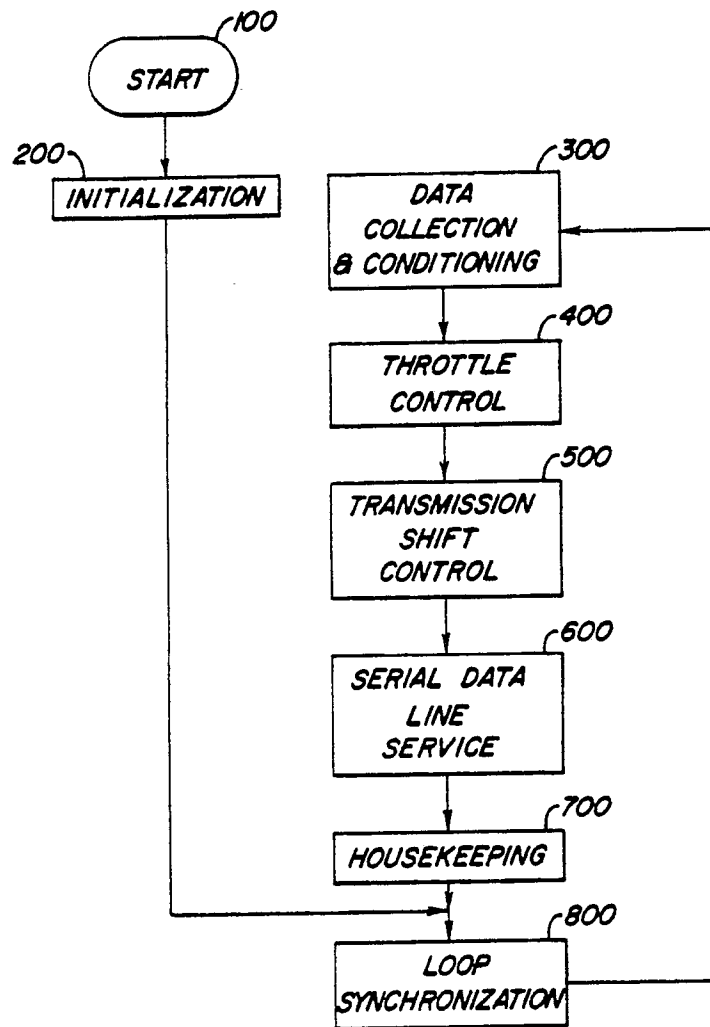 100
START
200
INITIALIZATION
300
DATA
COLLECTION
& CONDITIONING
400
THROTTLE
CONTROL
500
TRANSMISSION
SHIFT
CONTROL
600
SERIAL DATA
LINE
SERVICE
700
HOUSEKEEPING
800
LOOP
SYNCHRONIZATION